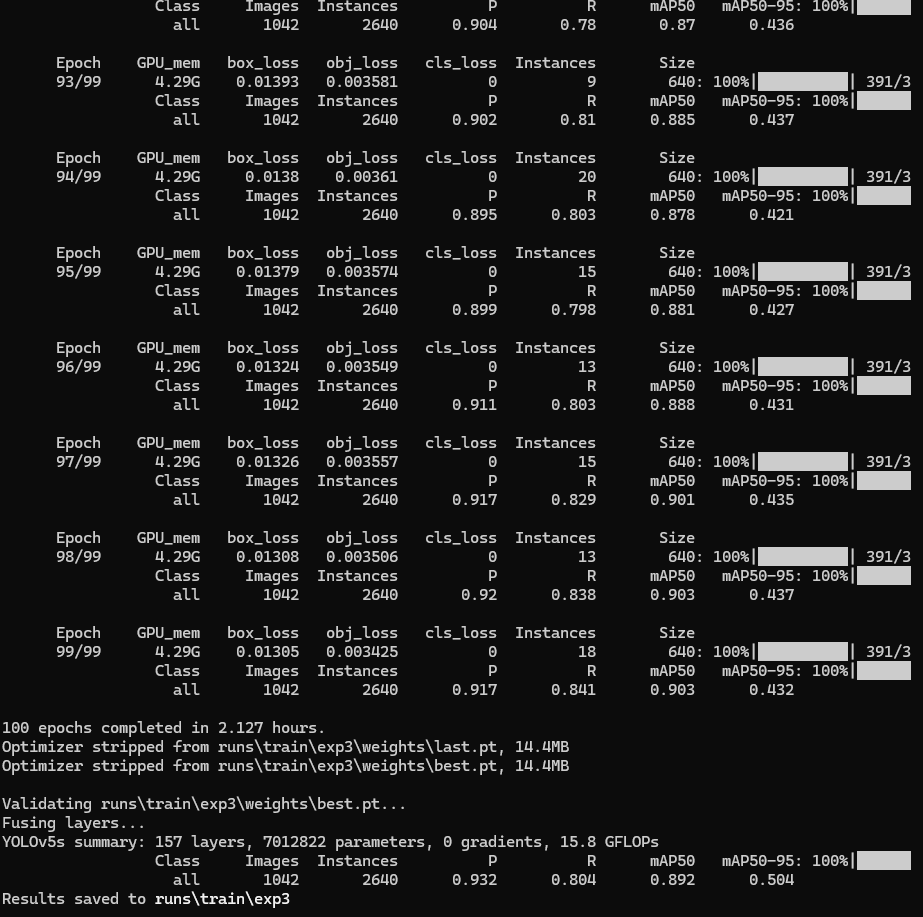 Class Images Instances P R mAP50 mAP50-95: 100%|
all 1042 2640 0.904 0.78 0.87 0.436
Epoch GPU_mem box_loss obj_loss cls_loss Instances Size
93/99 4.29G 0.01393 0.003581 0 9 640: 100%| | 391/3
Class Images Instances P R mAP50 mAP50-95: 100%|
all 1042 2640 0.902 0.81 0.885 0.437
Epoch GPU_mem box_loss obj_loss cls_loss Instances Size
94/99 4.29G 0.0138 0.00361 0 20 640: 100%| | 391/3
Class Images Instances P R mAP50 mAP50-95: 100%|
all 1042 2640 0.895 0.803 0.878 0.421
Epoch GPU_mem box_loss obj_loss cls_loss Instances Size
95/99 4.29G 0.01379 0.003574 0 15 640: 100%| | 391/3
Class Images Instances P R mAP50 mAP50-95: 100%|
all 1042 2640 0.899 0.798 0.881 0.427
Epoch GPU_mem box_loss obj_loss cls_loss Instances Size
96/99 4.29G 0.01324 0.003549 0 13 640: 100%| | 391/3
Class Images Instances P R mAP50 mAP50-95: 100%|
all 1042 2640 0.911 0.803 0.888 0.431
Epoch GPU_mem box_loss obj_loss cls_loss Instances Size
97/99 4.29G 0.01326 0.003557 0 15 640: 100%| | 391/3
Class Images Instances P R mAP50 mAP50-95: 100%|
all 1042 2640 0.917 0.829 0.901 0.435
Epoch GPU_mem box_loss obj_loss cls_loss Instances Size
98/99 4.29G 0.01308 0.003506 0 13 640: 100%| | 391/3
Class Images Instances P R mAP50 mAP50-95: 100%|
all 1042 2640 0.92 0.838 0.903 0.437
Epoch GPU_mem box_loss obj_loss cls_loss Instances Size
99/99 4.29G 0.01305 0.003425 0 18 640: 100%| | 391/3
Class Images Instances P R mAP50 mAP50-95: 100%|
all 1042 2640 0.917 0.841 0.903 0.432
100 epochs completed in 2.127 hours.
Optimizer stripped from runs\train\exp3\weights\last.pt, 14.4MB
Optimizer stripped from runs\train\exp3\weights\best.pt, 14.4MB
Validating runs\train\exp3\weights\best.pt...
Fusing layers...
YOLOv5s summary: 157 layers, 7012822 parameters, 0 gradients, 15.8 GFLOPs
Class Images Instances P R mAP50 mAP50-95: 100%|
all 1042 2640 0.932 0.804 0.892 0.504
Results saved to runs\train\exp3